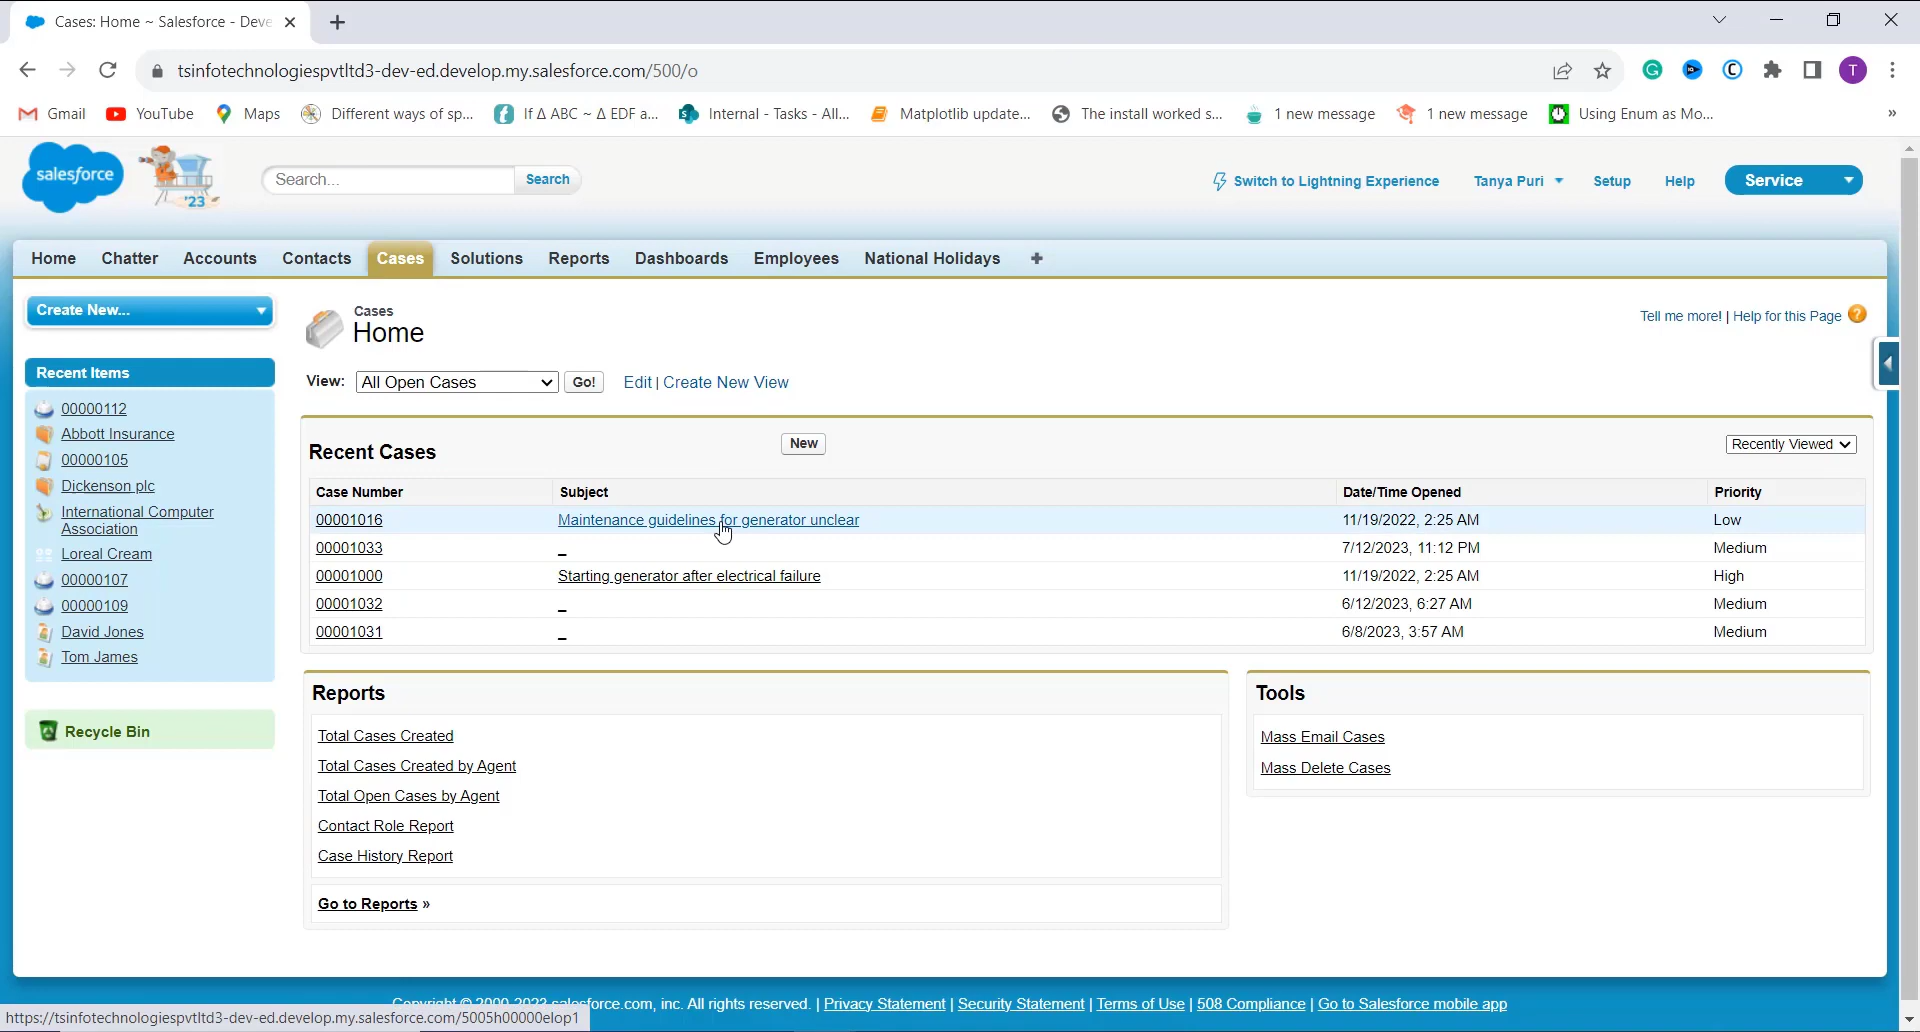 Cases: Home ~ Salesforce - Deve
tsinfotechnologiespvtltd3-dev-ed.develop.my.salesforce.com/500/o
T
Gmail YouTube Maps Different ways of sp... If Δ ABC ~ Δ EDF a... Internal - Tasks - All... Matplotlib update... The install worked s... 1 new message 1 new message Using Enum as Mo... »
salesforce '23 Search... Search Switch to Lightning Experience Tanya Puri Setup Help Service
Home Chatter Accounts Contacts Cases Solutions Reports Dashboards Employees National Holidays +
Create New...
Recent Items
00000112
Abbott Insurance
00000105
Dickenson plc
International Computer
Association
Loreal Cream
00000107
00000109
David Jones
Tom James
Recycle Bin
Cases
Home
Tell me more! | Help for this Page ?
View: All Open Cases Go! Edit | Create New View
Recent Cases New Recently Viewed
Case Number Subject Date/Time Opened Priority
00001016 Maintenance guidelines for generator unclear 11/19/2022, 2:25 AM Low
00001033 _ 7/12/2023, 11:12 PM Medium
00001000 Starting generator after electrical failure 11/19/2022, 2:25 AM High
00001032 _ 6/12/2023, 6:27 AM Medium
00001031 _ 6/8/2023, 3:57 AM Medium
Reports
Total Cases Created
Total Cases Created by Agent
Total Open Cases by Agent
Contact Role Report
Case History Report
Go to Reports »
Tools
Mass Email Cases
Mass Delete Cases
Copyright © 2000-2023 salesforce.com, inc. All rights reserved. | Privacy Statement | Security Statement | Terms of Use | 508 Compliance | Go to Salesforce mobile app
https://tsinfotechnologiespvtltd3-dev-ed.develop.my.salesforce.com/5005h00000elop1